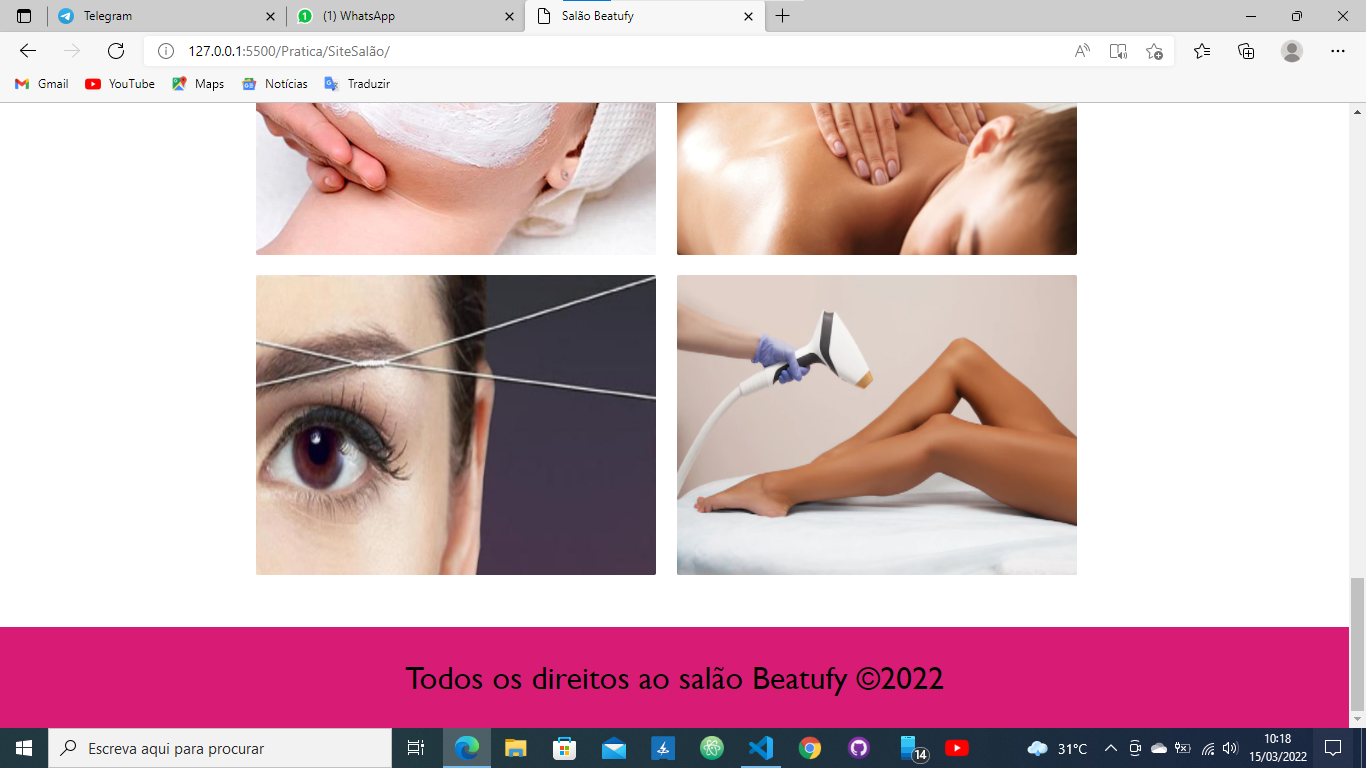 Telegram
(1) WhatsApp
Salão Beatufy
127.0.0.1:5500/Pratica/SiteSalão/
Gmail
YouTube
Maps
Notícias
Traduzir
Todos os direitos ao salão Beatufy ©2022
Escreva aqui para procurar
14
31°C
10:18
15/03/2022